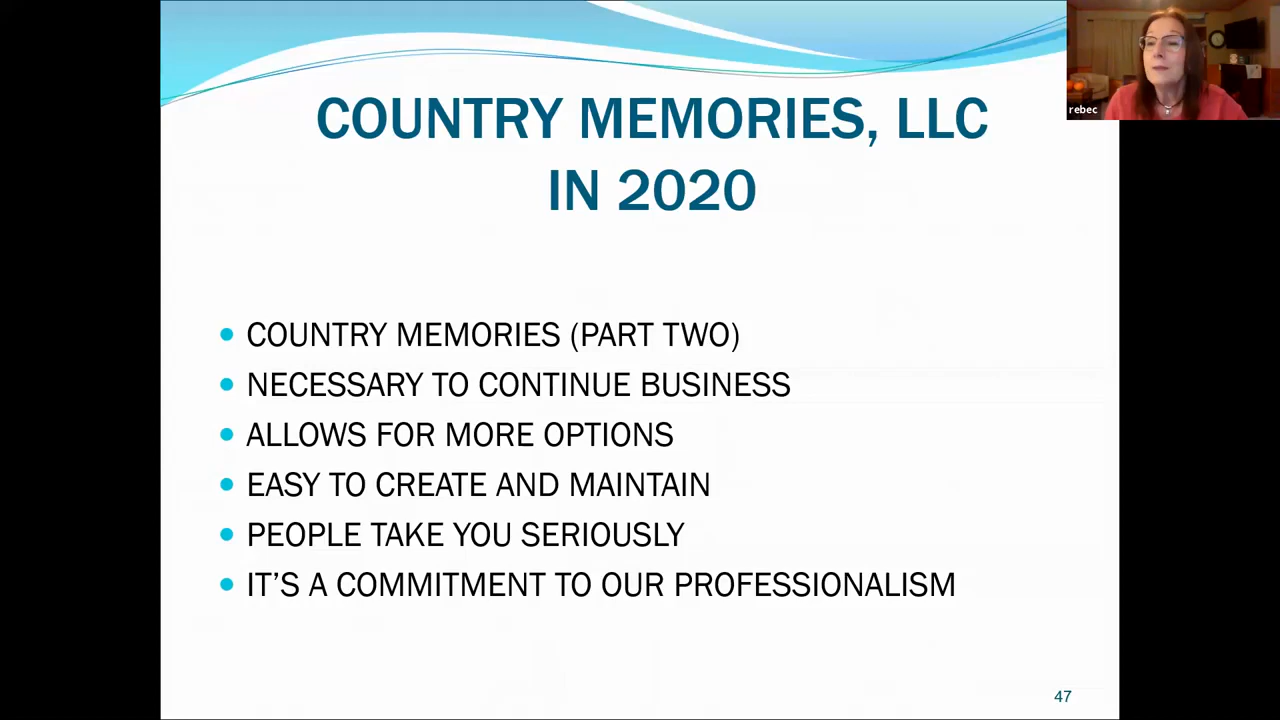 COUNTRY MEMORIES, LLC
IN 2020
rebec
COUNTRY MEMORIES (PART TWO)
NECESSARY TO CONTINUE BUSINESS
ALLOWS FOR MORE OPTIONS
EASY TO CREATE AND MAINTAIN
PEOPLE TAKE YOU SERIOUSLY
IT’S A COMMITMENT TO OUR PROFESSIONALISM
47